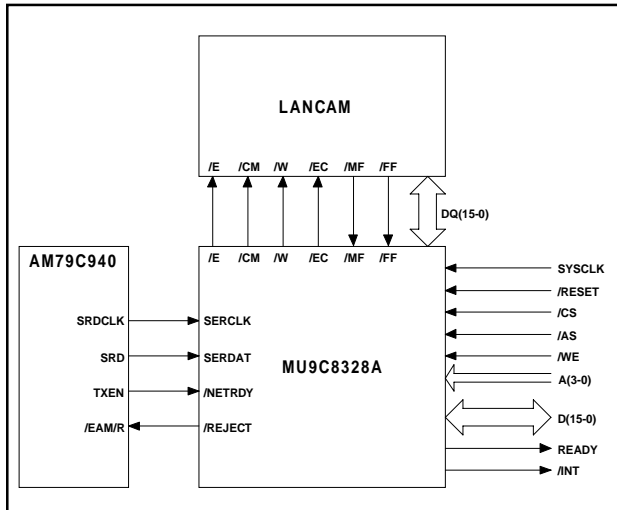 LANCAM
/E /CM /W /EC /MF /FF
DQ(15-0)
/E /CM /W /EC /MF /FF
AM79C940
SYSCLK
/RESET
SRDCLK SERCLK
/CS
/AS
SRD SERDAT
/WE
MU9C8328A
A(3-0)
TXEN /NETRDY
D(15-0)
/EAM/R /REJECT
READY
/INT